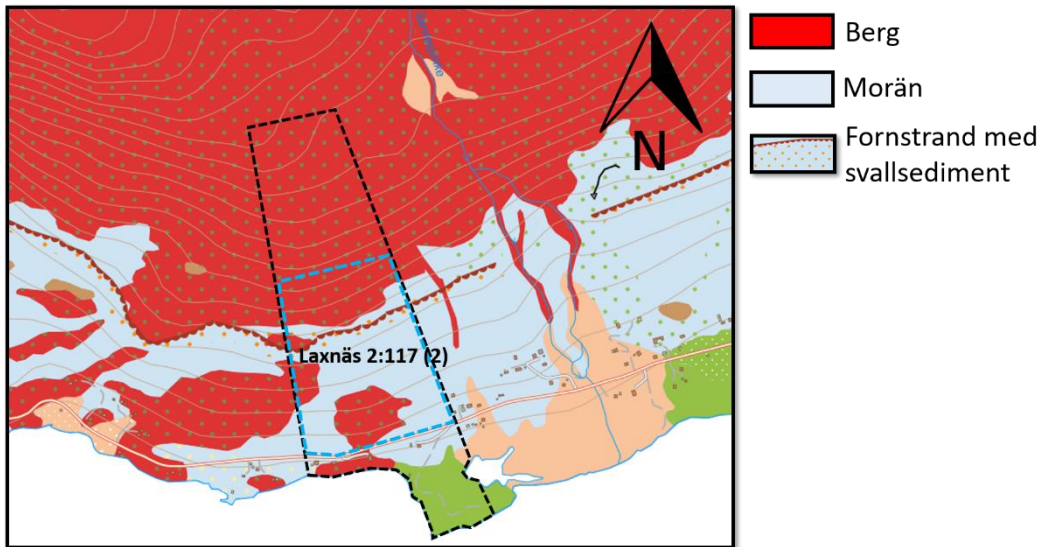 Berg
Morän
Fornstrand med
svallsediment
N
Laxnäs 2:117 (2)